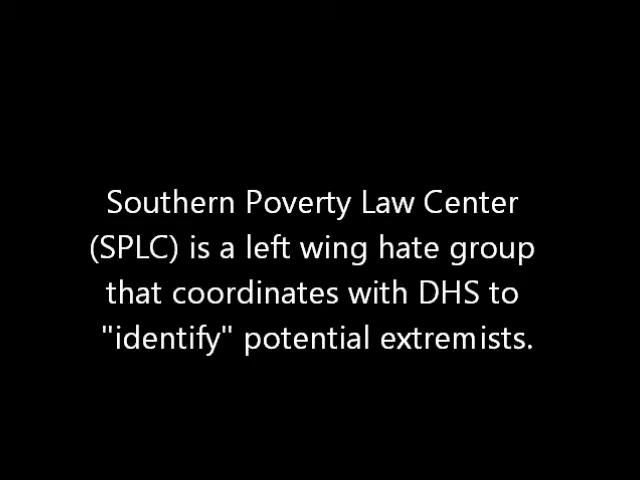 Southern Poverty Law Center
(SPLC) is a left wing hate group
that coordinates with DHS to
"identify" potential extremists.